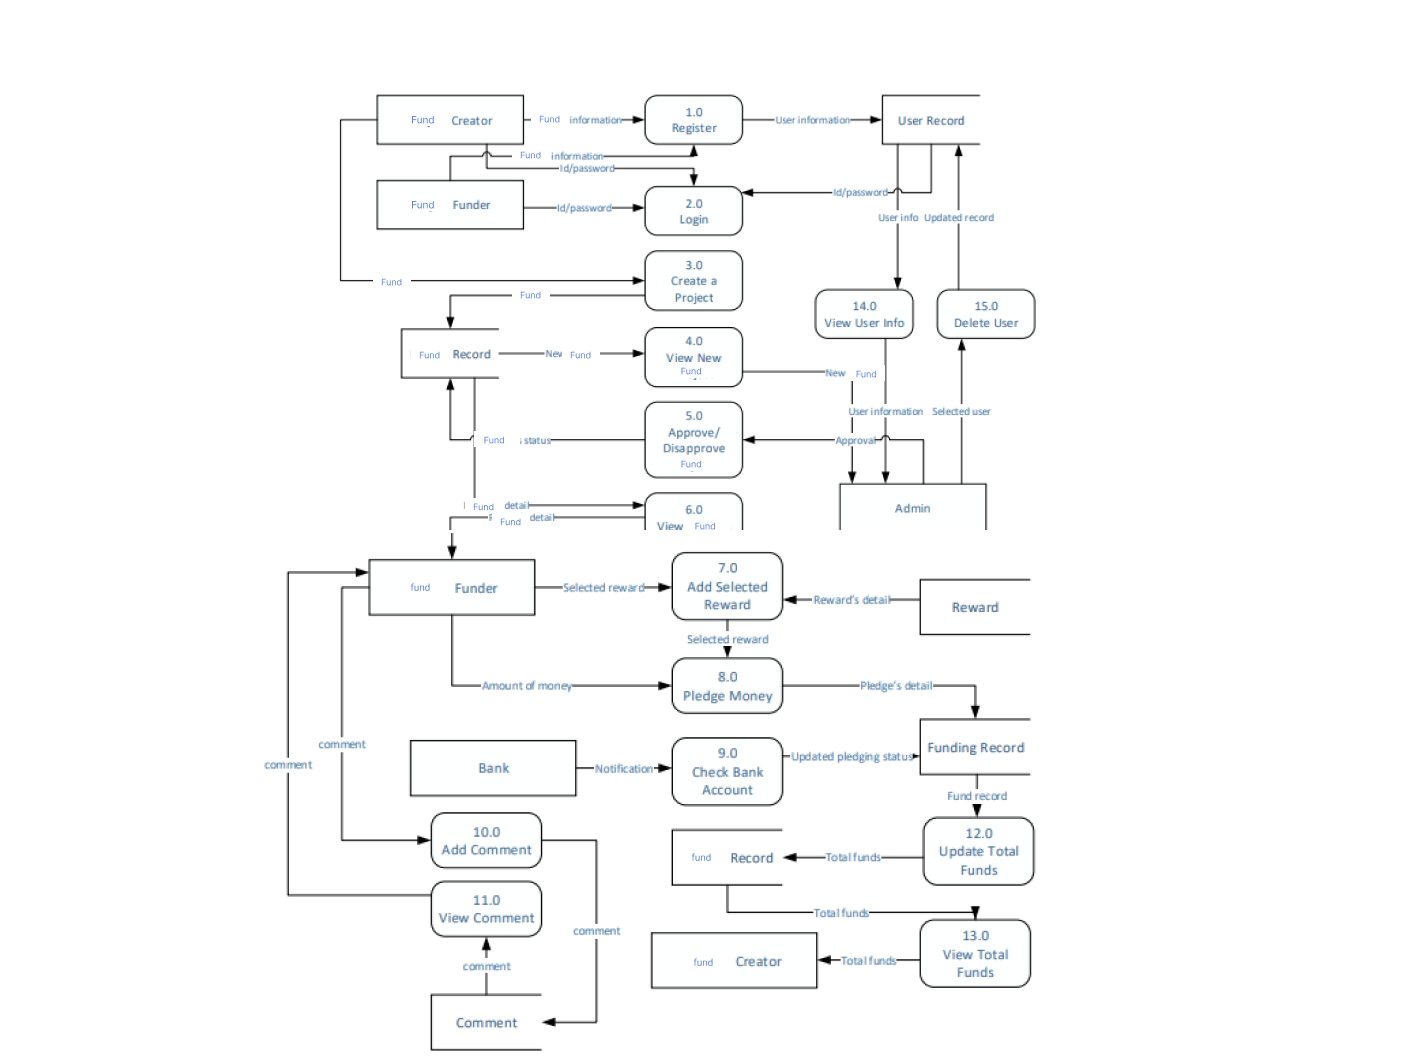 Fund Creator
Fund information
1.0
Register
User information
User Record
Fund information
Id/password
Fund Funder
Id/password
2.0
Login
Id/password
User info
Updated record
3.0
Create a
Project
Fund
Fund
14.0
View User Info
15.0
Delete User
Fund Record
New Fund
4.0
View New
Fund
New Fund
User information
Selected user
5.0
Approve/
Disapprove
Fund
Fund status
Approval
Fund detail
Fund detail
6.0
View Fund
Admin
fund Funder
Selected reward
7.0
Add Selected
Reward
Reward's detail
Reward
Selected reward
Amount of money
8.0
Pledge Money
Pledge's detail
comment
comment
Bank
Notification
9.0
Check Bank
Account
Updated pledging status
Funding Record
Fund record
10.0
Add Comment
fund Record
Total funds
12.0
Update Total
Funds
11.0
View Comment
Total funds
comment
comment
fund Creator
Total funds
13.0
View Total
Funds
Comment